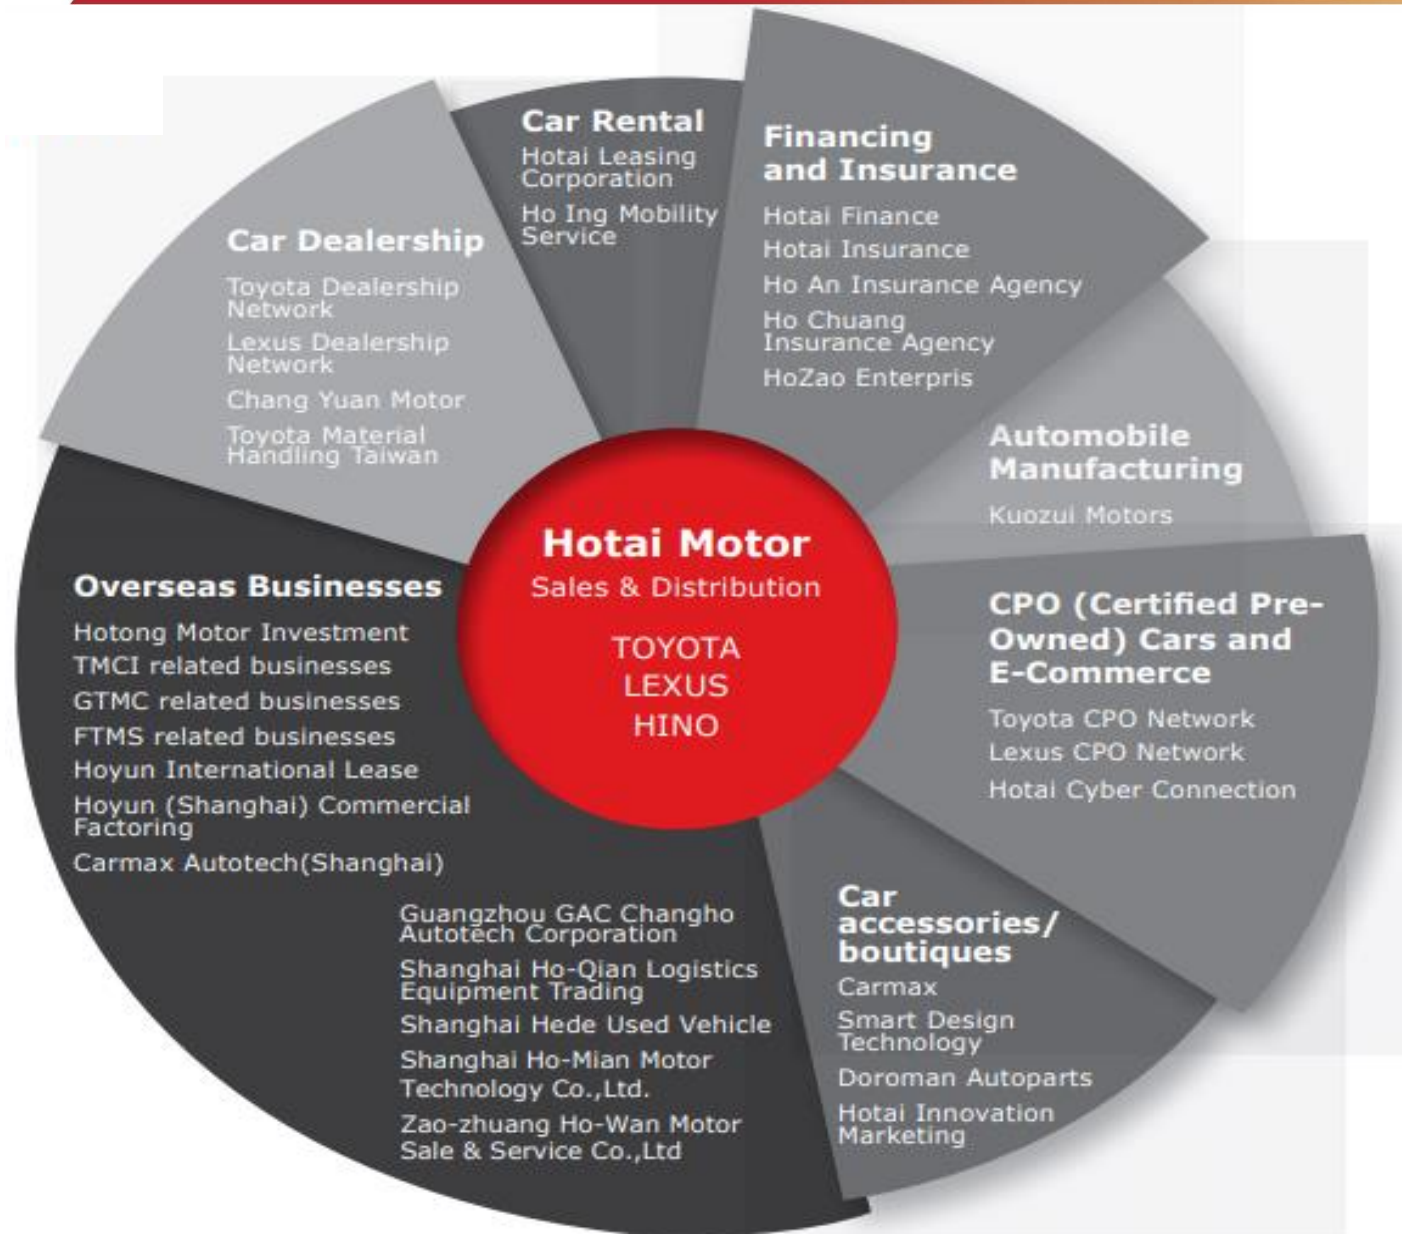 Car Rental
Hotai Leasing
Corporation
Ho Ing Mobility
Service
Financing
and Insurance
Hotai Finance
Hotai Insurance
Ho An Insurance Agency
Ho Chuang
Insurance Agency
HoZao Enterpris
Car Dealership
Toyota Dealership
Network
Lexus Dealership
Network
Chang Yuan Motor
Toyota Material
Handling Taiwan
Automobile
Manufacturing
Kuozui Motors
Hotai Motor
Sales & Distribution
TOYOTA
LEXUS
HINO
Overseas Businesses
Hotong Motor Investment
TMCI related businesses
GTMC related businesses
FTMS related businesses
Hoyun International Lease
Hoyun (Shanghai) Commercial
Factoring
Carmax Autotech(Shanghai)
Guangzhou GAC Changho
Autotech Corporation
Shanghai Ho-Qian Logistics
Equipment Trading
Shanghai Hede Used Vehicle
Shanghai Ho-Mian Motor
Technology Co.,Ltd.
Zao-zhuang Ho-Wan Motor
Sale & Service Co.,Ltd
CPO (Certified Pre-
Owned) Cars and
E-Commerce
Toyota CPO Network
Lexus CPO Network
Hotai Cyber Connection
Car
accessories/
boutiques
Carmax
Smart Design
Technology
Doroman Autoparts
Hotai Innovation
Marketing